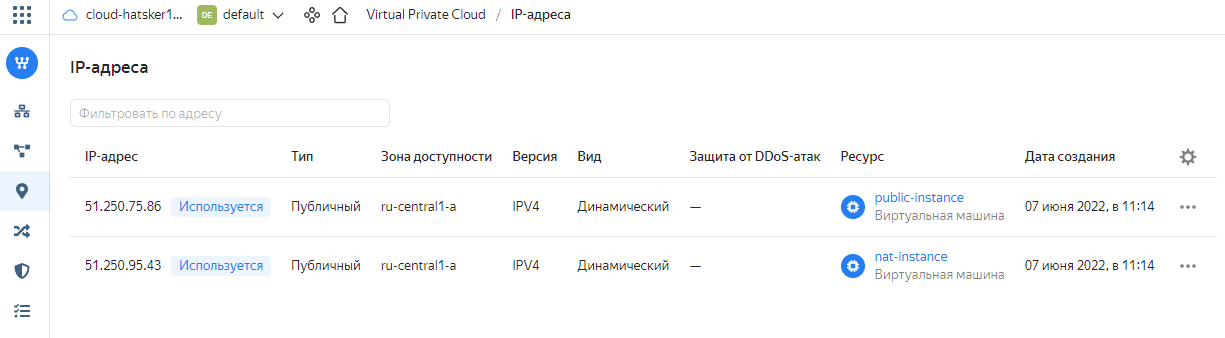 cloud-hatsker1... DE default Virtual Private Cloud / IP-адреса
IP-адреса
Фильтровать по адресу
IP-адрес Тип Зона доступности Версия Вид Защита от DDoS-атак Ресурс Дата создания
51.250.75.86 Используется Публичный ru-central1-a IPV4 Динамический — public-instance 07 июня 2022, в 11:14
Виртуальная машина
51.250.95.43 Используется Публичный ru-central1-a IPV4 Динамический — nat-instance 07 июня 2022, в 11:14
Виртуальная машина